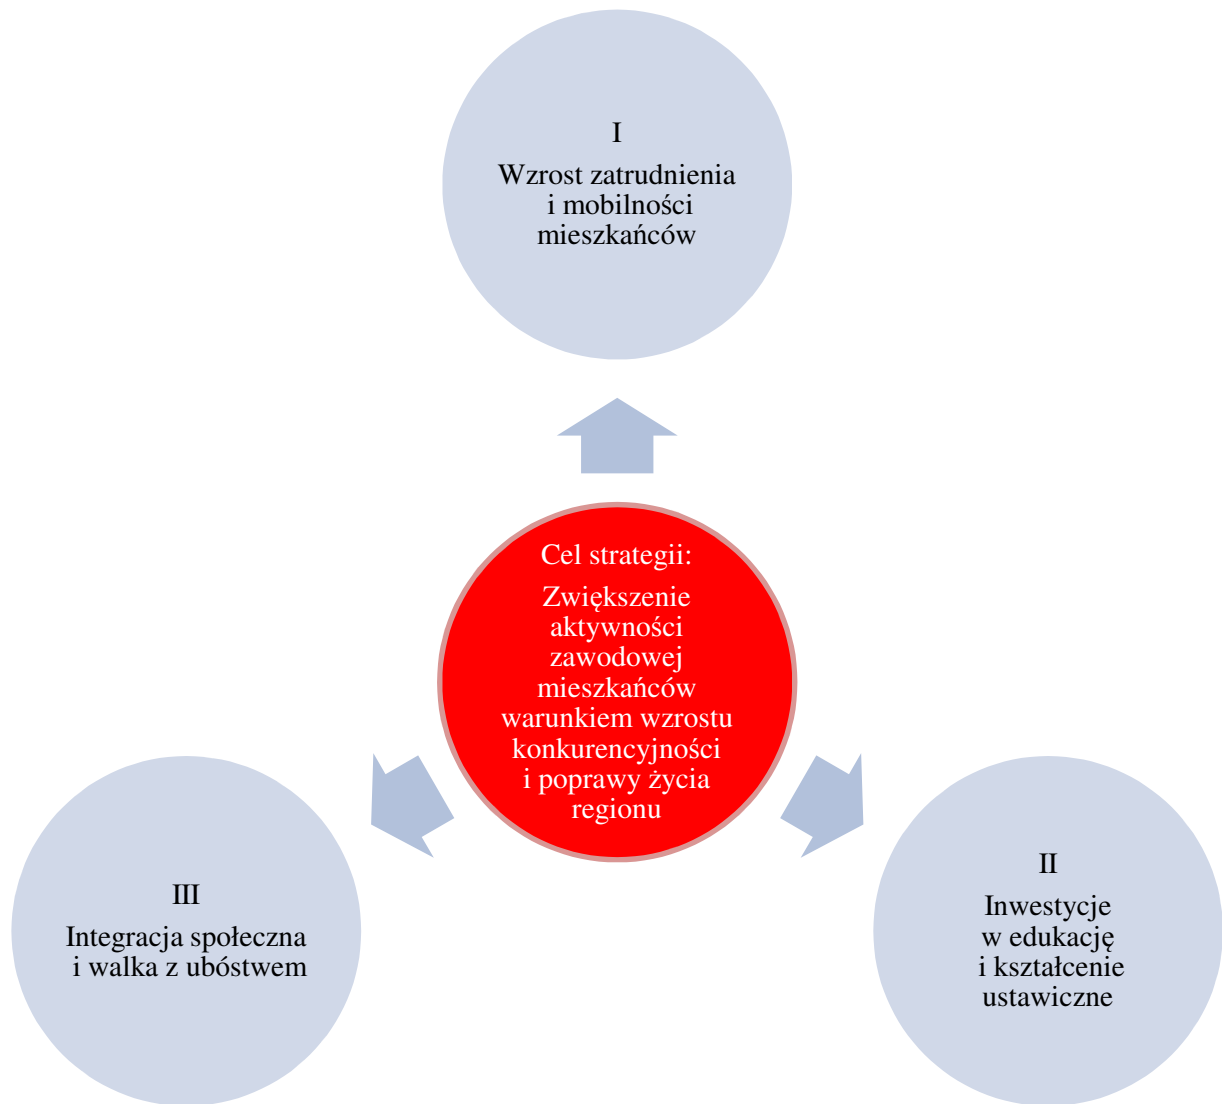 I
Wzrost zatrudnienia
i mobilności
mieszkańców
Cel strategii:
Zwiększenie
aktywności
zawodowej
mieszkańców
warunkiem wzrostu
konkurencyjności
i poprawy życia
regionu
II
Inwestycje
w edukację
i kształcenie
ustawiczne
III
Integracja społeczna
i walka z ubóstwem